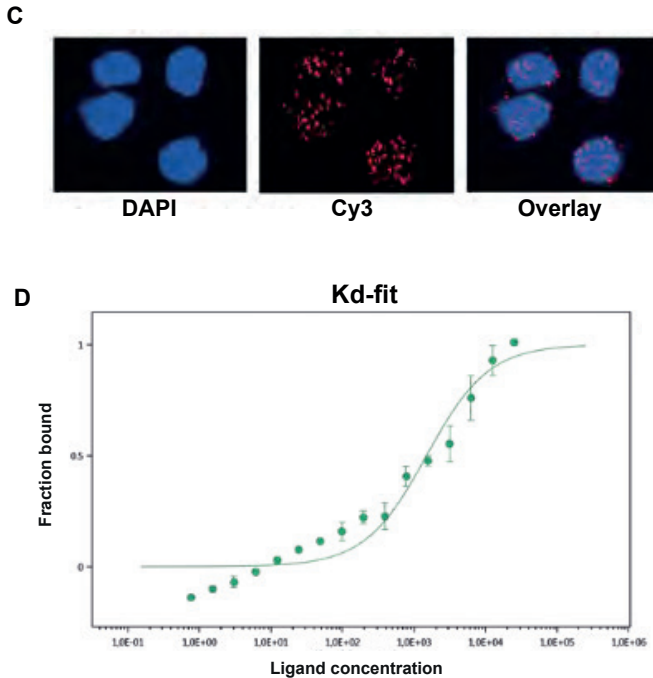 C
DAPI Cy3 Overlay
D
Kd-fit
1
0.5
0
Fraction bound
1,0E-01 1,0E+00 1,0E+01 1,0E+02 1,0E+03 1,0E+04 1,0E+05 1,0E+06
Ligand concentration